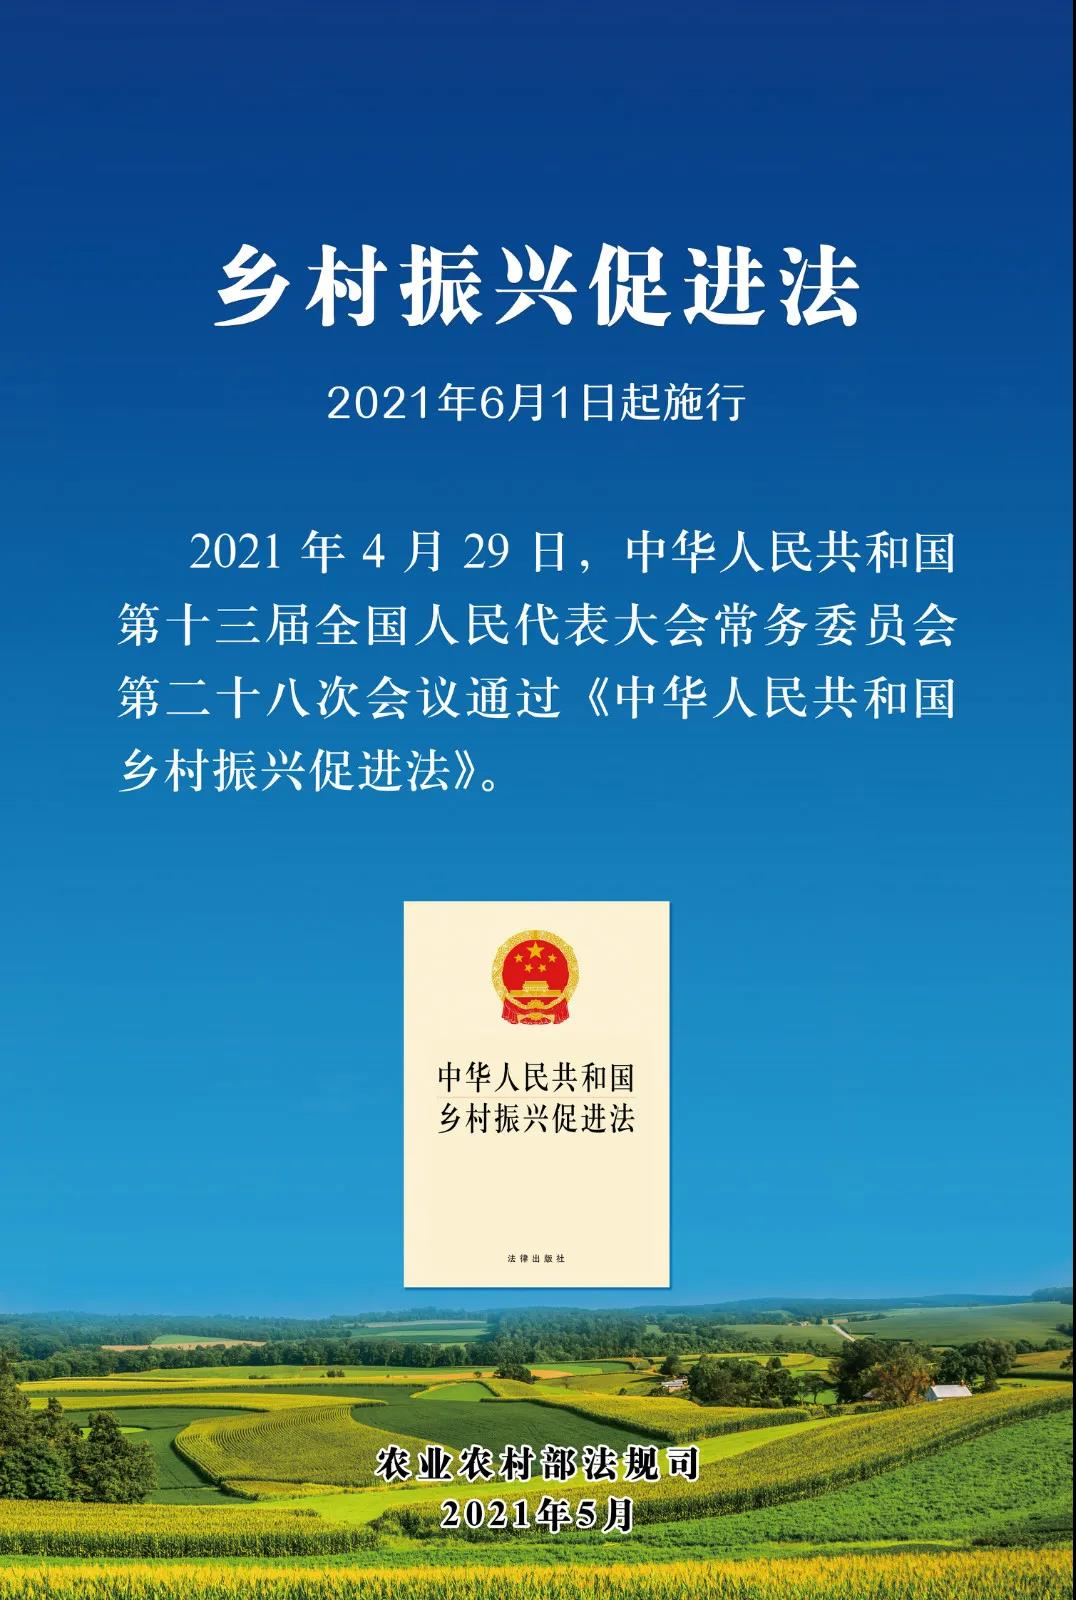 乡村振兴促进法
2021年6月1日起施行
2021年4月29日，中华人民共和国
第十三届全国人民代表大会常务委员会
第二十八次会议通过《中华人民共和国
乡村振兴促进法》。
中华人民共和国
乡村振兴促进法
法律出版社
农业农村部法规司
2021年5月